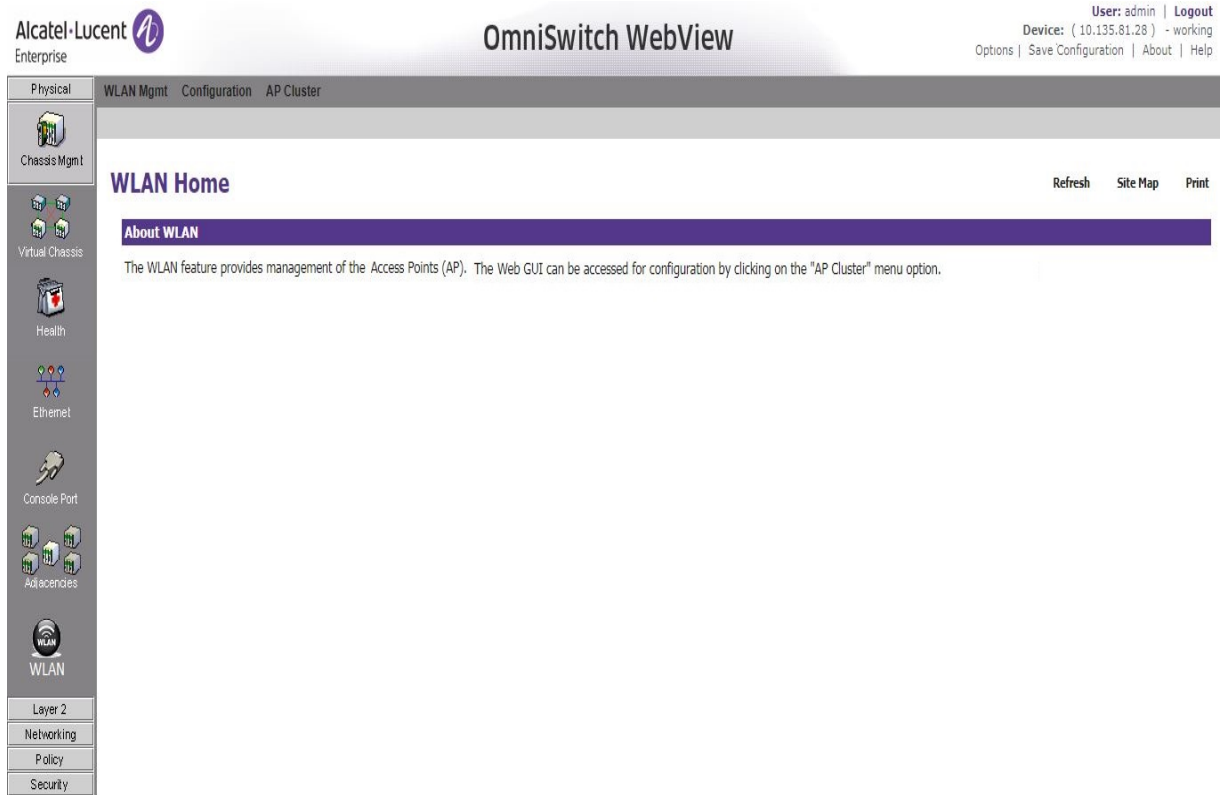 Alcatel-Lucent
Enterprise
OmniSwitch WebView
User: admin | Logout
Device: ( 10.135.81.28 ) - working
Options | Save Configuration | About | Help
Physical
WLAN Mgmt Configuration AP Cluster
Chassis Mgmt
WLAN Home
Refresh Site Map Print
Virtual Chassis
About WLAN
The WLAN feature provides management of the Access Points (AP). The Web GUI can be accessed for configuration by clicking on the "AP Cluster" menu option.
Health
Ethernet
Console Port
Adjacencies
WLAN
WLAN
Layer 2
Networking
Policy
Security